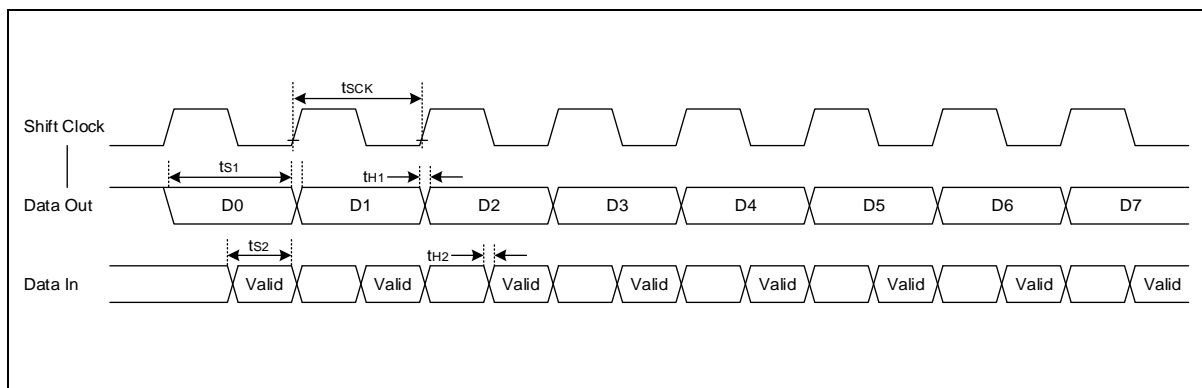 tSCK
Shift Clock
tS1
tH1
Data Out D0 D1 D2 D3 D4 D5 D6 D7
tS2
tH2
Data In Valid Valid Valid Valid Valid Valid Valid Valid